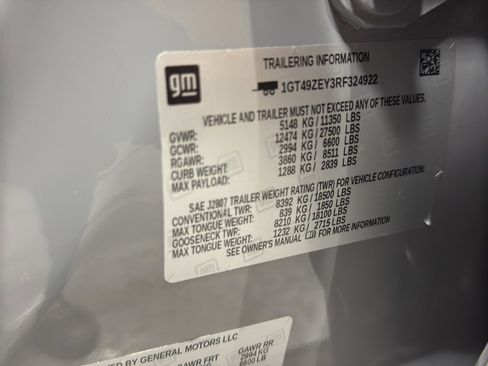 gm
TRAILERING INFORMATION
1GT49ZEY3RF324922
VEHICLE AND TRAILER MUST NOT EXCEED ANY OF THESE VALUES.
GVWR: 5148 KG/11350 LBS
GCWR: 12474 KG/27500 LBS
RGAWR: 2994 KG/ 6600 LBS
CURB WEIGHT: 3860 KG/ 8511 LBS
MAX PAYLOAD: 1288 KG/ 2839 LBS
SAE J2807 TRAILER WEIGHT RATING (TWR) FOR VEHICLE CONFIGURATION.
CONVENTIONAL TWR: 8392 KG/18500 LBS
MAX TONGUE WEIGHT: 839 KG/ 1850 LBS
GOOSENECK TWR: 8210 KG/18100 LBS
MAX TONGUE WEIGHT: 1232 KG/ 2715 LBS
SEE OWNER'S MANUAL FOR MORE INFORMATION
BY GENERAL MOTORS LLC
GAWR FRT GAWR RR
2994 KG
6600 LB